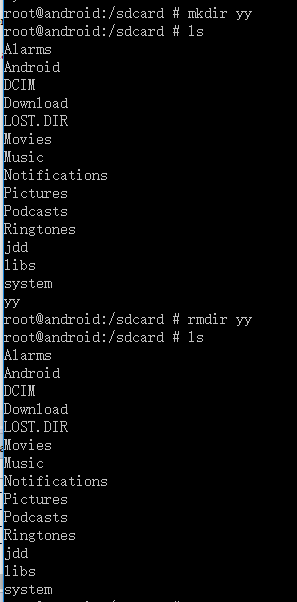 root@android:/sdcard # mkdir yy
root@android:/sdcard # ls
Alarms
Android
DCIM
Download
LOST.DIR
Movies
Music
Notifications
Pictures
Podcasts
Ringtones
jdd
libs
system
yy
root@android:/sdcard # rmdir yy
root@android:/sdcard # ls
Alarms
Android
DCIM
Download
LOST.DIR
Movies
Music
Notifications
Pictures
Podcasts
Ringtones
jdd
libs
system